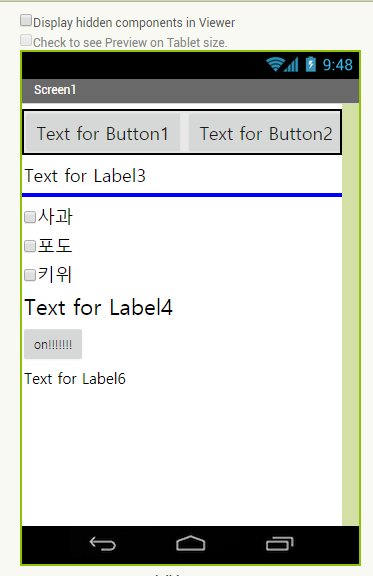 Display hidden components in Viewer
Check to see Preview on Tablet size.
9:48
Screen1
Text for Button1 Text for Button2
Text for Label3
사과
포도
키위
Text for Label4
on!!!!!!!
Text for Label6